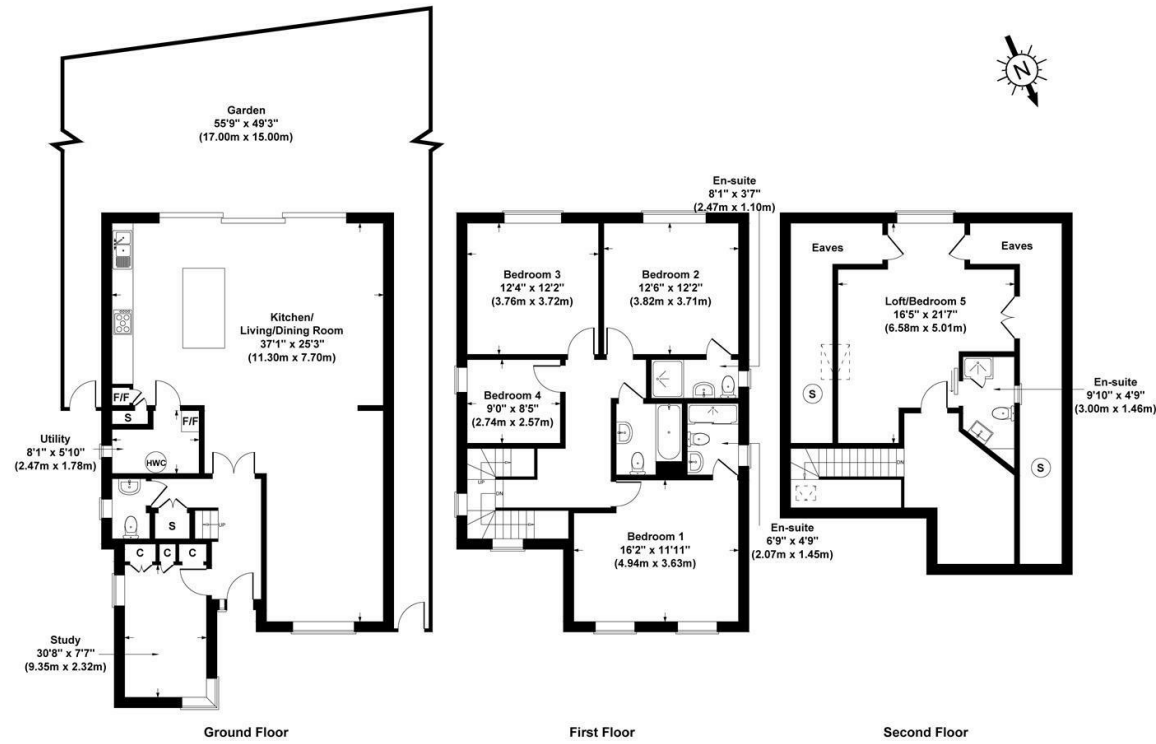 N
Garden
55'9" x 49'3"
(17.00m x 15.00m)
Kitchen/
Living/Dining Room
37'1" x 25'3"
(11.30m x 7.70m)
F/F
S
F/F
Utility
8'1" x 5'10"
(2.47m x 1.78m)
HWC
S
UP
C
C
C
Study
30'8" x 7'7"
(9.35m x 2.32m)
Ground Floor
En-suite
8'1" x 3'7"
(2.47m x 1.10m)
Bedroom 3
12'4" x 12'2"
(3.76m x 3.72m)
Bedroom 2
12'6" x 12'2"
(3.82m x 3.71m)
Bedroom 4
9'0" x 8'5"
(2.74m x 2.57m)
UP
DN
Bedroom 1
16'2" x 11'11"
(4.94m x 3.63m)
En-suite
6'9" x 4'9"
(2.07m x 1.45m)
First Floor
Eaves
Eaves
Loft/Bedroom 5
16'5" x 21'7"
(6.58m x 5.01m)
S
En-suite
9'10" x 4'9"
(3.00m x 1.46m)
DN
S
Second Floor